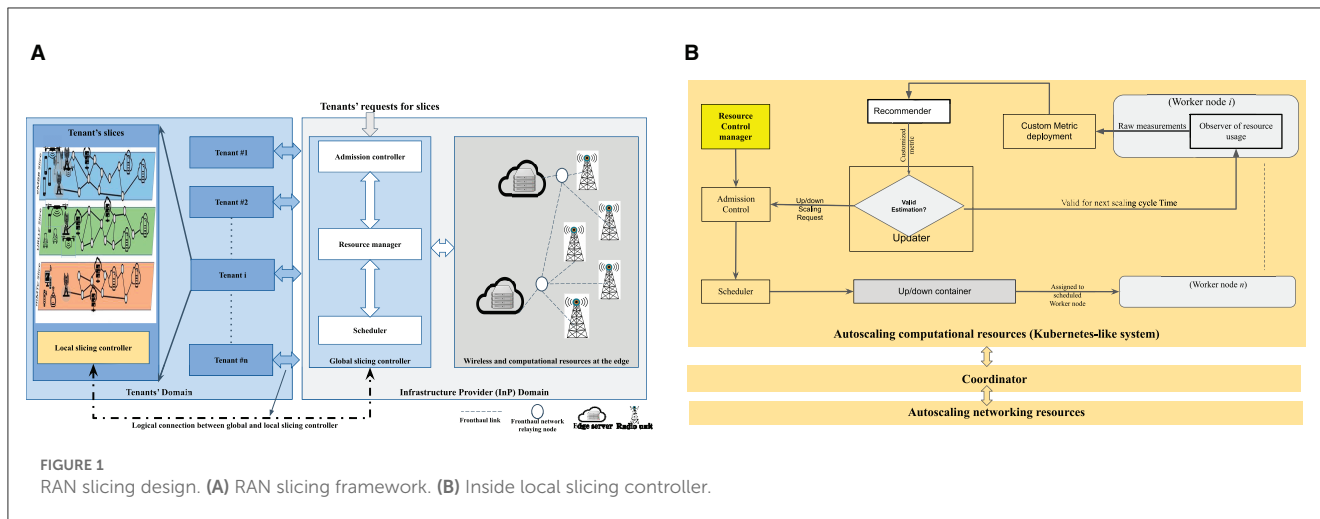 A
Tenants' requests for slices
Tenant's slices
Local slicing controller
Tenant #1
Tenant #2
Tenant i
Tenant #n
Tenants' Domain
Admission controller
Resource manager
Scheduler
Global slicing controller
Wireless and computational resources at the edge
Infrastructure Provider (InP) Domain
Logical connection between global and local slicing controller
Fronthaul link
Fronthaul network
relaying node
Edge server
Radio unit
B
Resource
Control
manager
Recommender
Custom Metric
deployment
Raw measurements
(Worker node i)
Observer of resource
usage
Customized
metric
Admission
Control
Up/down
Scaling
Request
Valid
Estimation?
Updater
Valid for next scaling cycle Time
Scheduler
Up/down container
Assigned to
scheduled
Worker node
(Worker node n)
Autoscaling computational resources (Kubernetes-like system)
Coordinator
Autoscaling networking resources
FIGURE 1
RAN slicing design. (A) RAN slicing framework. (B) Inside local slicing controller.